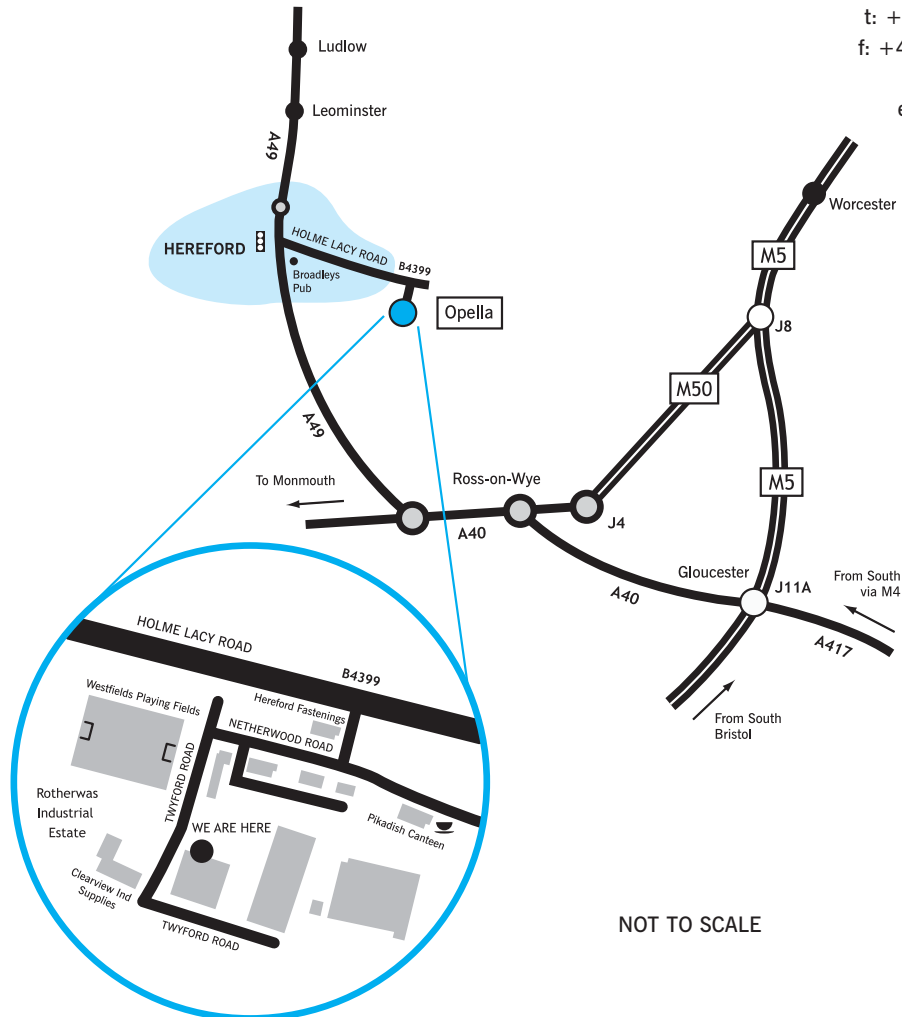 t: +
f: +4
e
Ludlow
Leominster
A49
Worcester
HEREFORD
HOLME LACY ROAD
B4399
Broadleys
Pub
Opella
M5
J8
M50
A49
M5
To Monmouth
Ross-on-Wye
J4
A40
Gloucester
A40
J11A
From South
via M4
A417
From South
Bristol
HOLME LACY ROAD
B4399
Westfields Playing Fields
Hereford Fastenings
NETHERWOOD ROAD
TWYFORD ROAD
Rotherwas
Industrial
Estate
WE ARE HERE
Pikadish Canteen
Clearview Ind
Supplies
TWYFORD ROAD
NOT TO SCALE